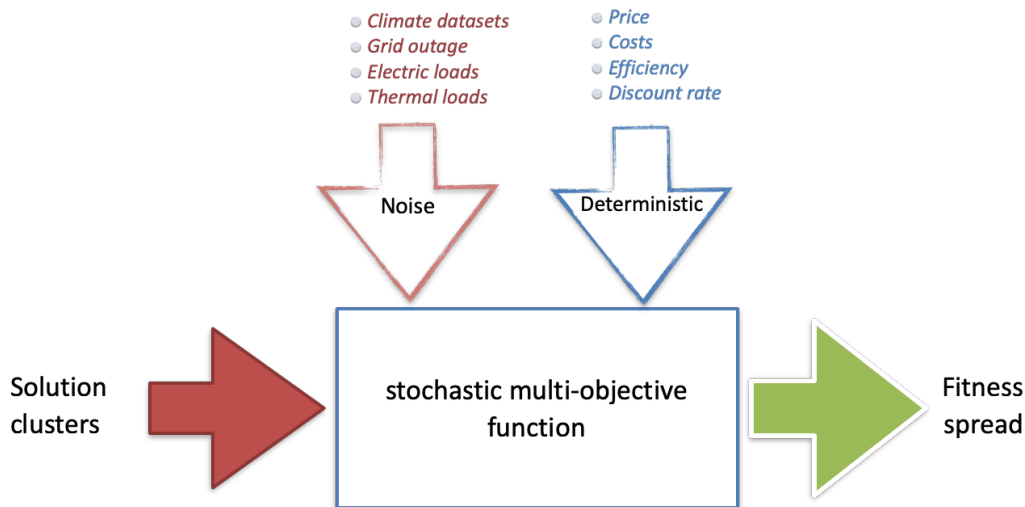 Climate datasets
Grid outage
Electric loads
Thermal loads
Price
Costs
Efficiency
Discount rate
Noise
Deterministic
Solution
clusters
stochastic multi-objective
function
Fitness
spread